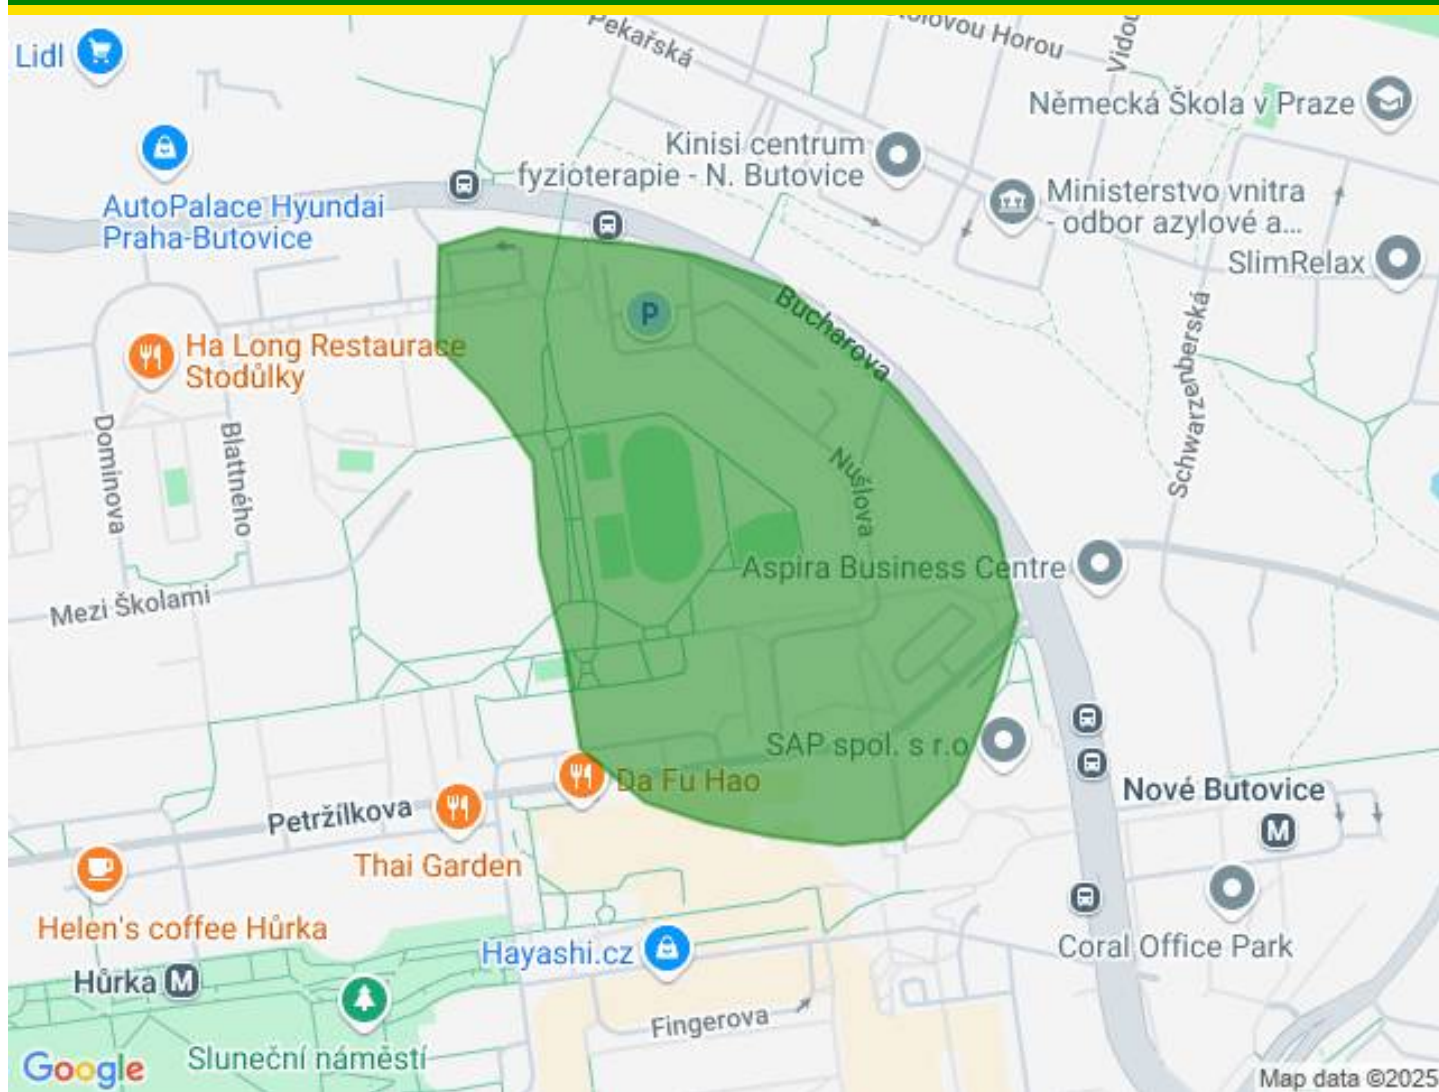 Pekařská
Horou
Lidl
Německá Škola v Praze
Kinisi centrum
fyzioterapie - N. Butovice
Ministerstvo vnitra
- odbor azylové a...
AutoPalace Hyundai
Praha-Butovice
SlimRelax
P
Bucharova
Ha Long Restaurace
Stodůlky
Schwarzenberská
Dominova
Blattného
Nušlova
Aspira Business Centre
Mezi Školami
SAP spol. s r.o
Da Fu Hao
Nové Butovice
M
Petržílkova
Thai Garden
Helen's coffee Hůrka
Hayashi.cz
Coral Office Park
Hůrka M
Fingerova
Sluneční náměstí
Google
Map data ©2025